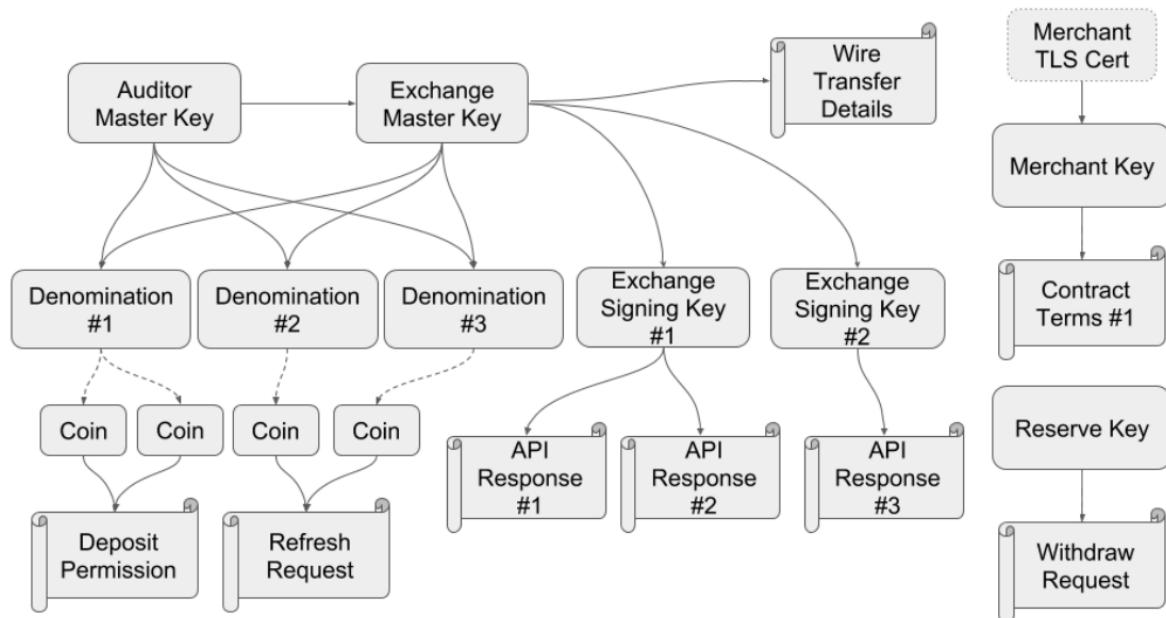 Auditor
Master Key
Exchange
Master Key
Wire
Transfer
Details
Merchant
TLS Cert
Merchant Key
Denomination
#1
Denomination
#2
Denomination
#3
Exchange
Signing Key
#1
Exchange
Signing Key
#2
Contract
Terms #1
Coin
Coin
Coin
Coin
Reserve Key
API
Response
#1
API
Response
#2
API
Response
#3
Deposit
Permission
Refresh
Request
Withdraw
Request